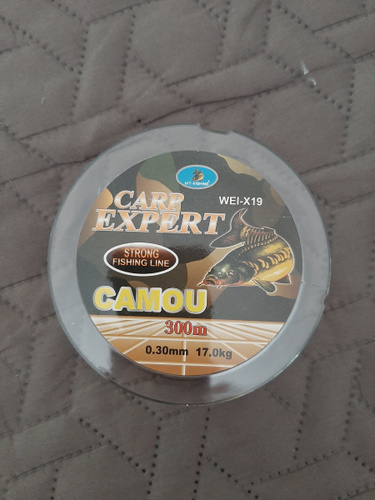 CARP
EXPERT
WEI-X19
STRONG
FISHING LINE
CAMOU
300m
0.30mm 17.0kg